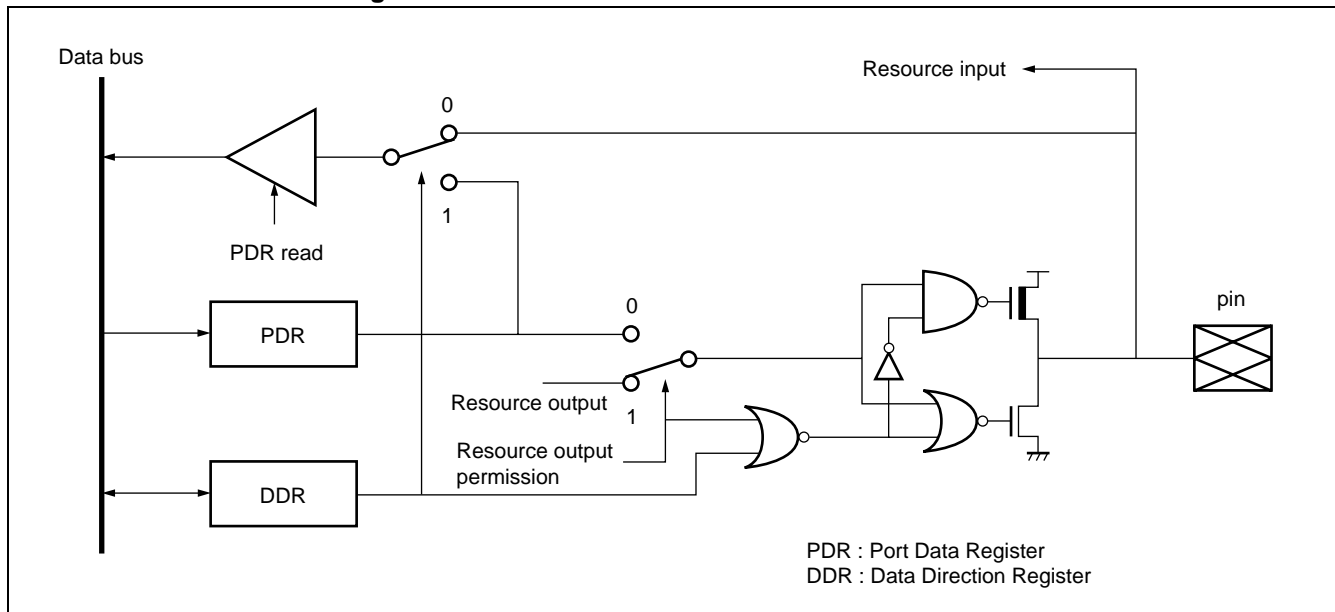 Data bus
Resource input
0
1
PDR read
pin
0
PDR
Resource output
1
Resource output
permission
DDR
PDR : Port Data Register
DDR : Data Direction Register